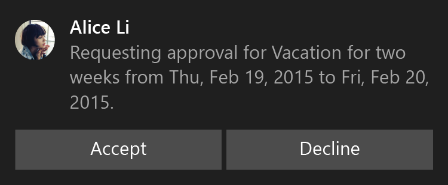 Alice Li
Requesting approval for Vacation for two
weeks from Thu, Feb 19, 2015 to Fri, Feb 20,
2015.
Accept
Decline